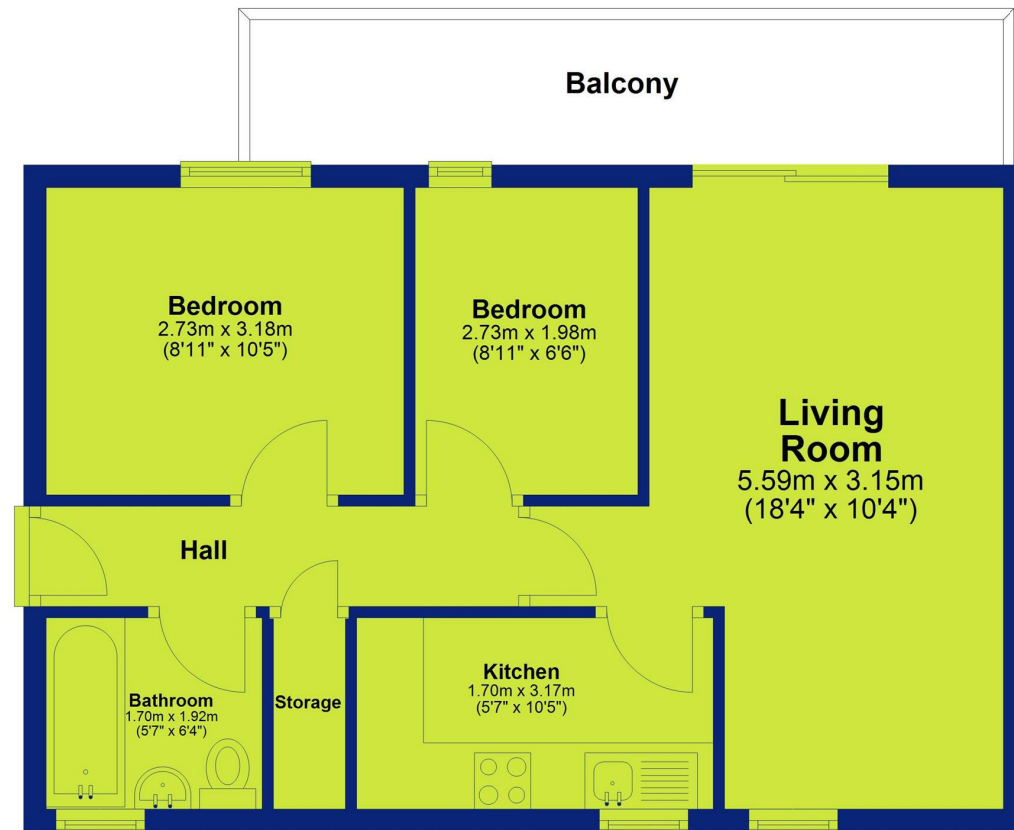 Balcony
Bedroom
2.73m x 3.18m
(8'11" x 10'5")
Bedroom
2.73m x 1.98m
(8'11" x 6'6")
Living
Room
5.59m x 3.15m
(18'4" x 10'4")
Hall
Bathroom
1.70m x 1.92m
(5'7" x 6'4")
Storage
Kitchen
1.70m x 3.17m
(5'7" x 10'5")